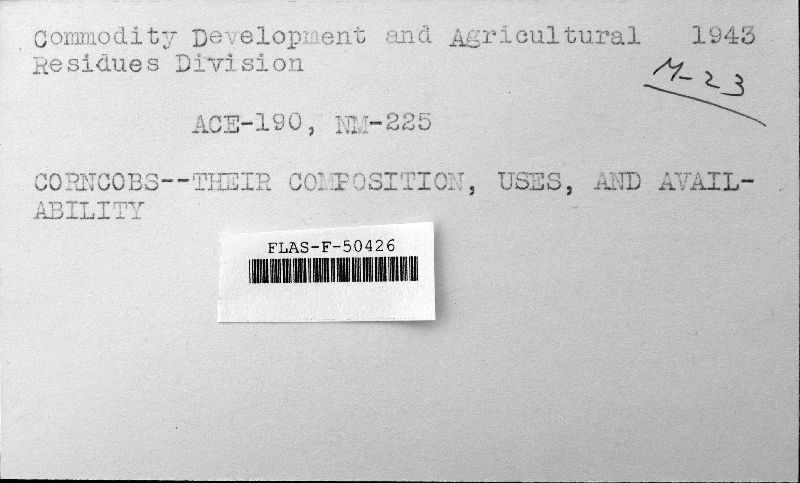 Commodity Development and Agricultural 1943
Residues Division
M-23
ACE-190, NM-225
CORNCOBS--THEIR COMPOSITION, USES, AND AVAIL-
ABILITY
FLAS-F-50426